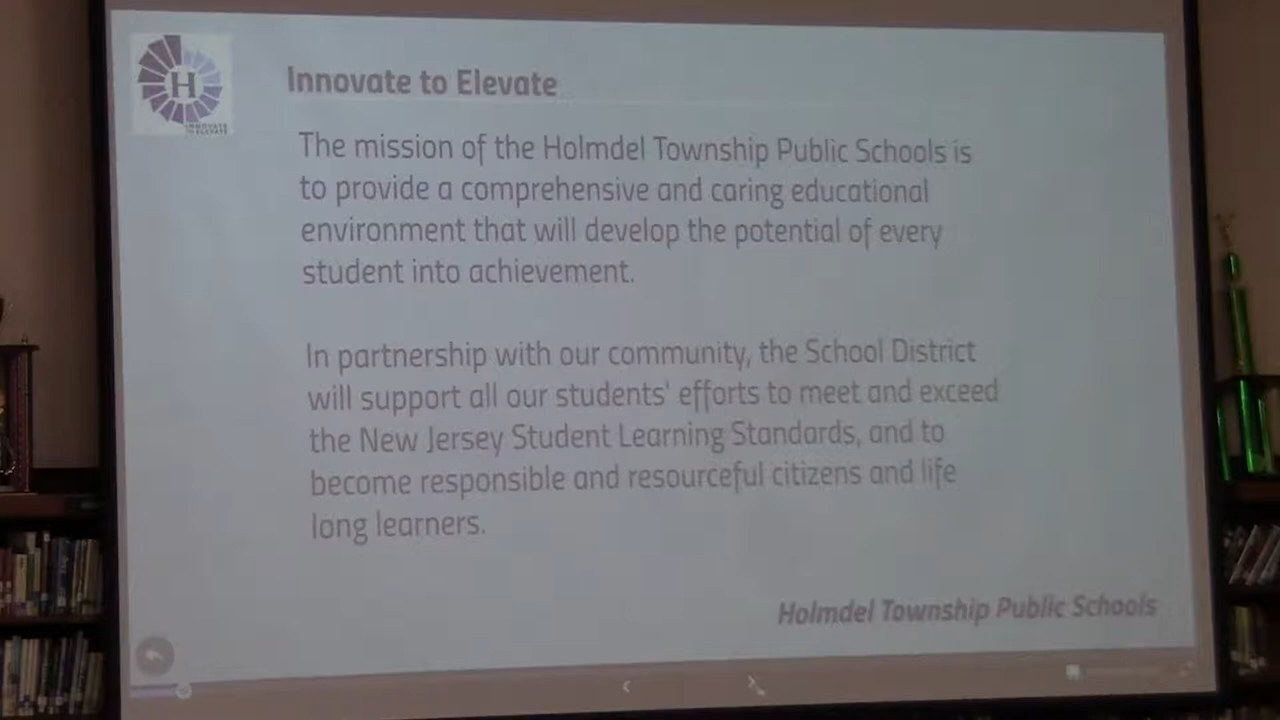 H
INNOVATE
TO ELEVATE
Innovate to Elevate
The mission of the Holmdel Township Public Schools is
to provide a comprehensive and caring educational
environment that will develop the potential of every
student into achievement.
In partnership with our community, the School District
will support all our students' efforts to meet and exceed
the New Jersey Student Learning Standards, and to
become responsible and resourceful citizens and life
long learners.
Holmdel Township Public Schools